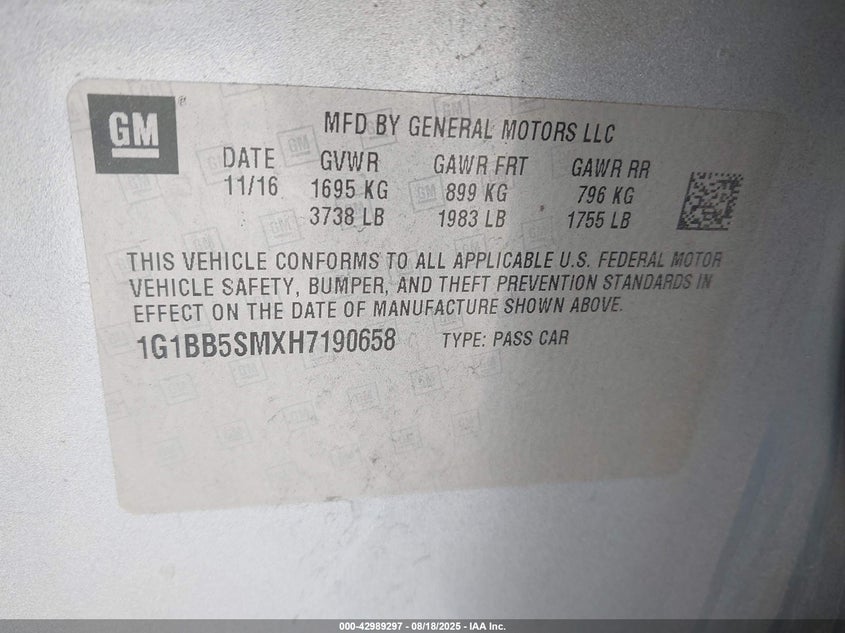 GM ®
MFD BY GENERAL MOTORS LLC
DATE GVWR GAWR FRT GAWR RR
11/16 1695 KG 899 KG 796 KG
3738 LB 1983 LB 1755 LB
THIS VEHICLE CONFORMS TO ALL APPLICABLE U.S. FEDERAL MOTOR
VEHICLE SAFETY, BUMPER, AND THEFT PREVENTION STANDARDS IN
EFFECT ON THE DATE OF MANUFACTURE SHOWN ABOVE.
1G1BB5SMXH7190658 TYPE: PASS CAR
000-42989297 - 08/18/2025 - IAA Inc.